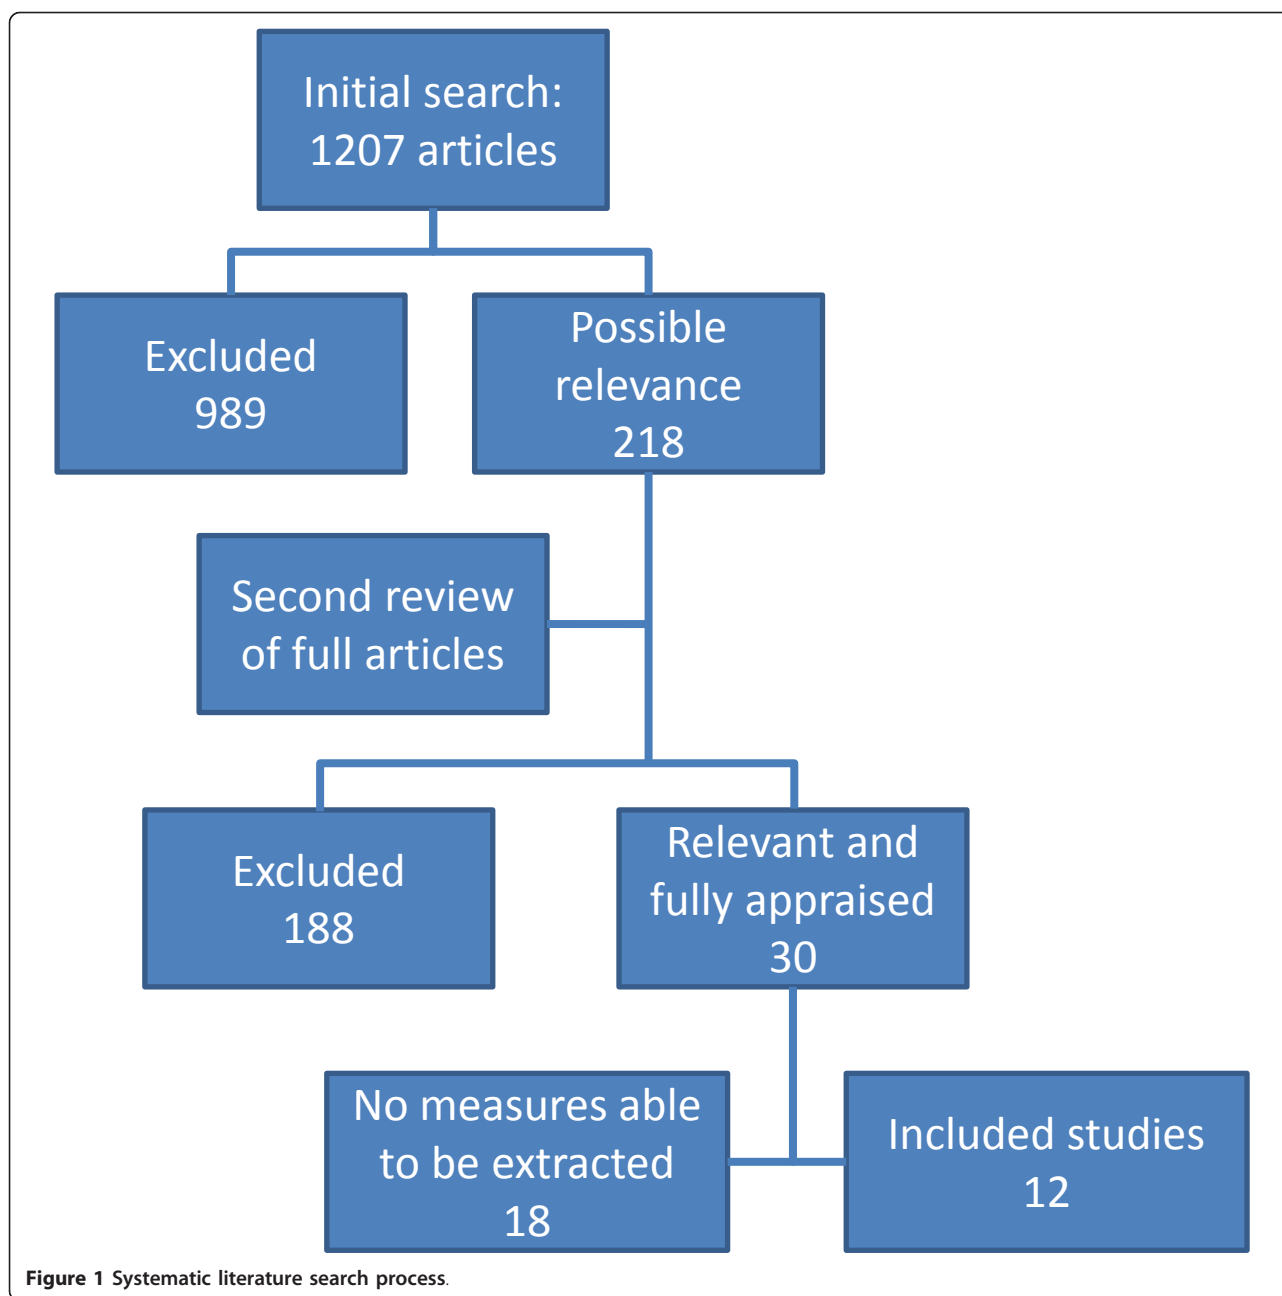 Initial search:
1207 articles
Excluded
989
Possible
relevance
218
Second review
of full articles
Excluded
188
Relevant and
fully appraised
30
No measures able
to be extracted
18
Included studies
12
Figure 1 Systematic literature search process.